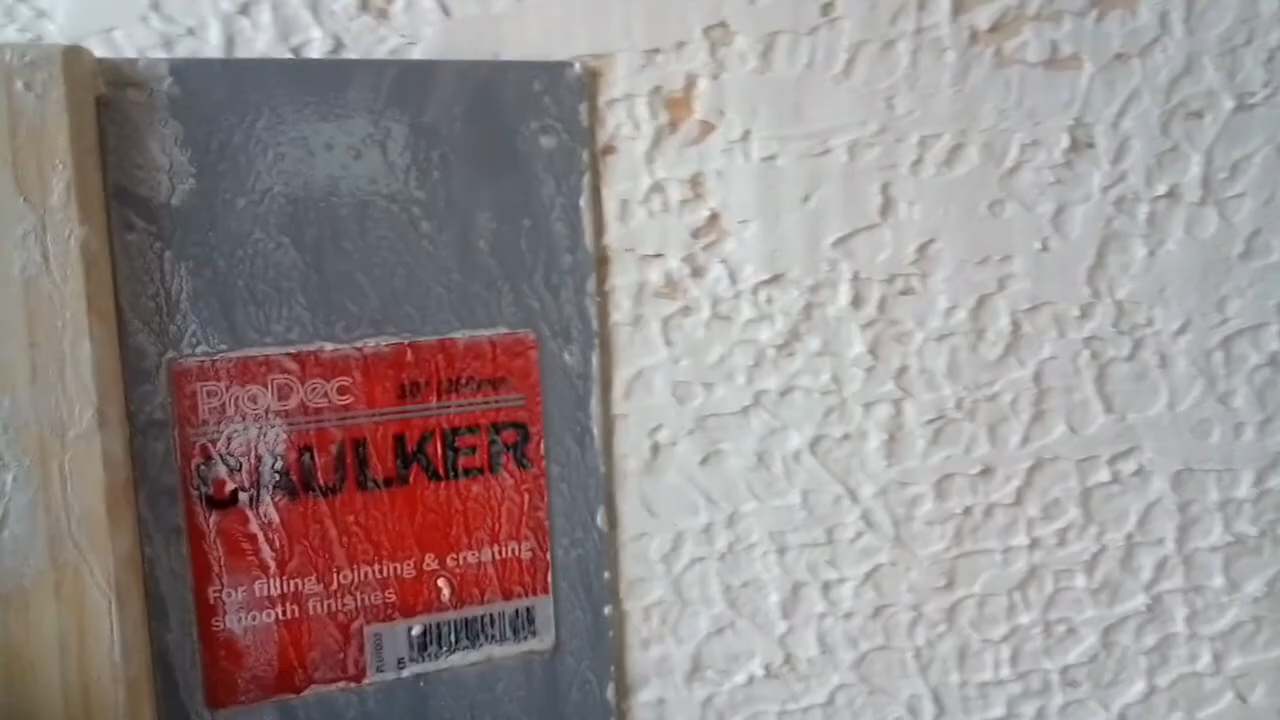 ProDec
CAULKER
For filling, jointing & creating
smooth finishes